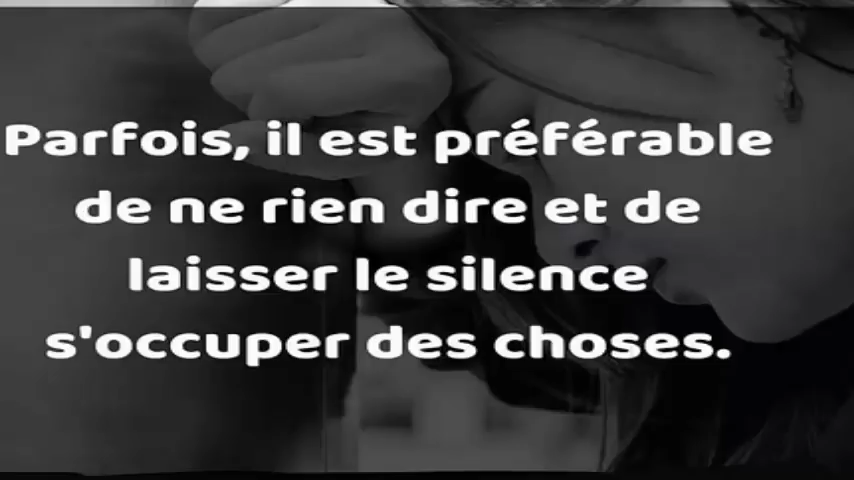 Parfois, il est préférable
de ne rien dire et de
laisser le silence
s'occuper des choses.